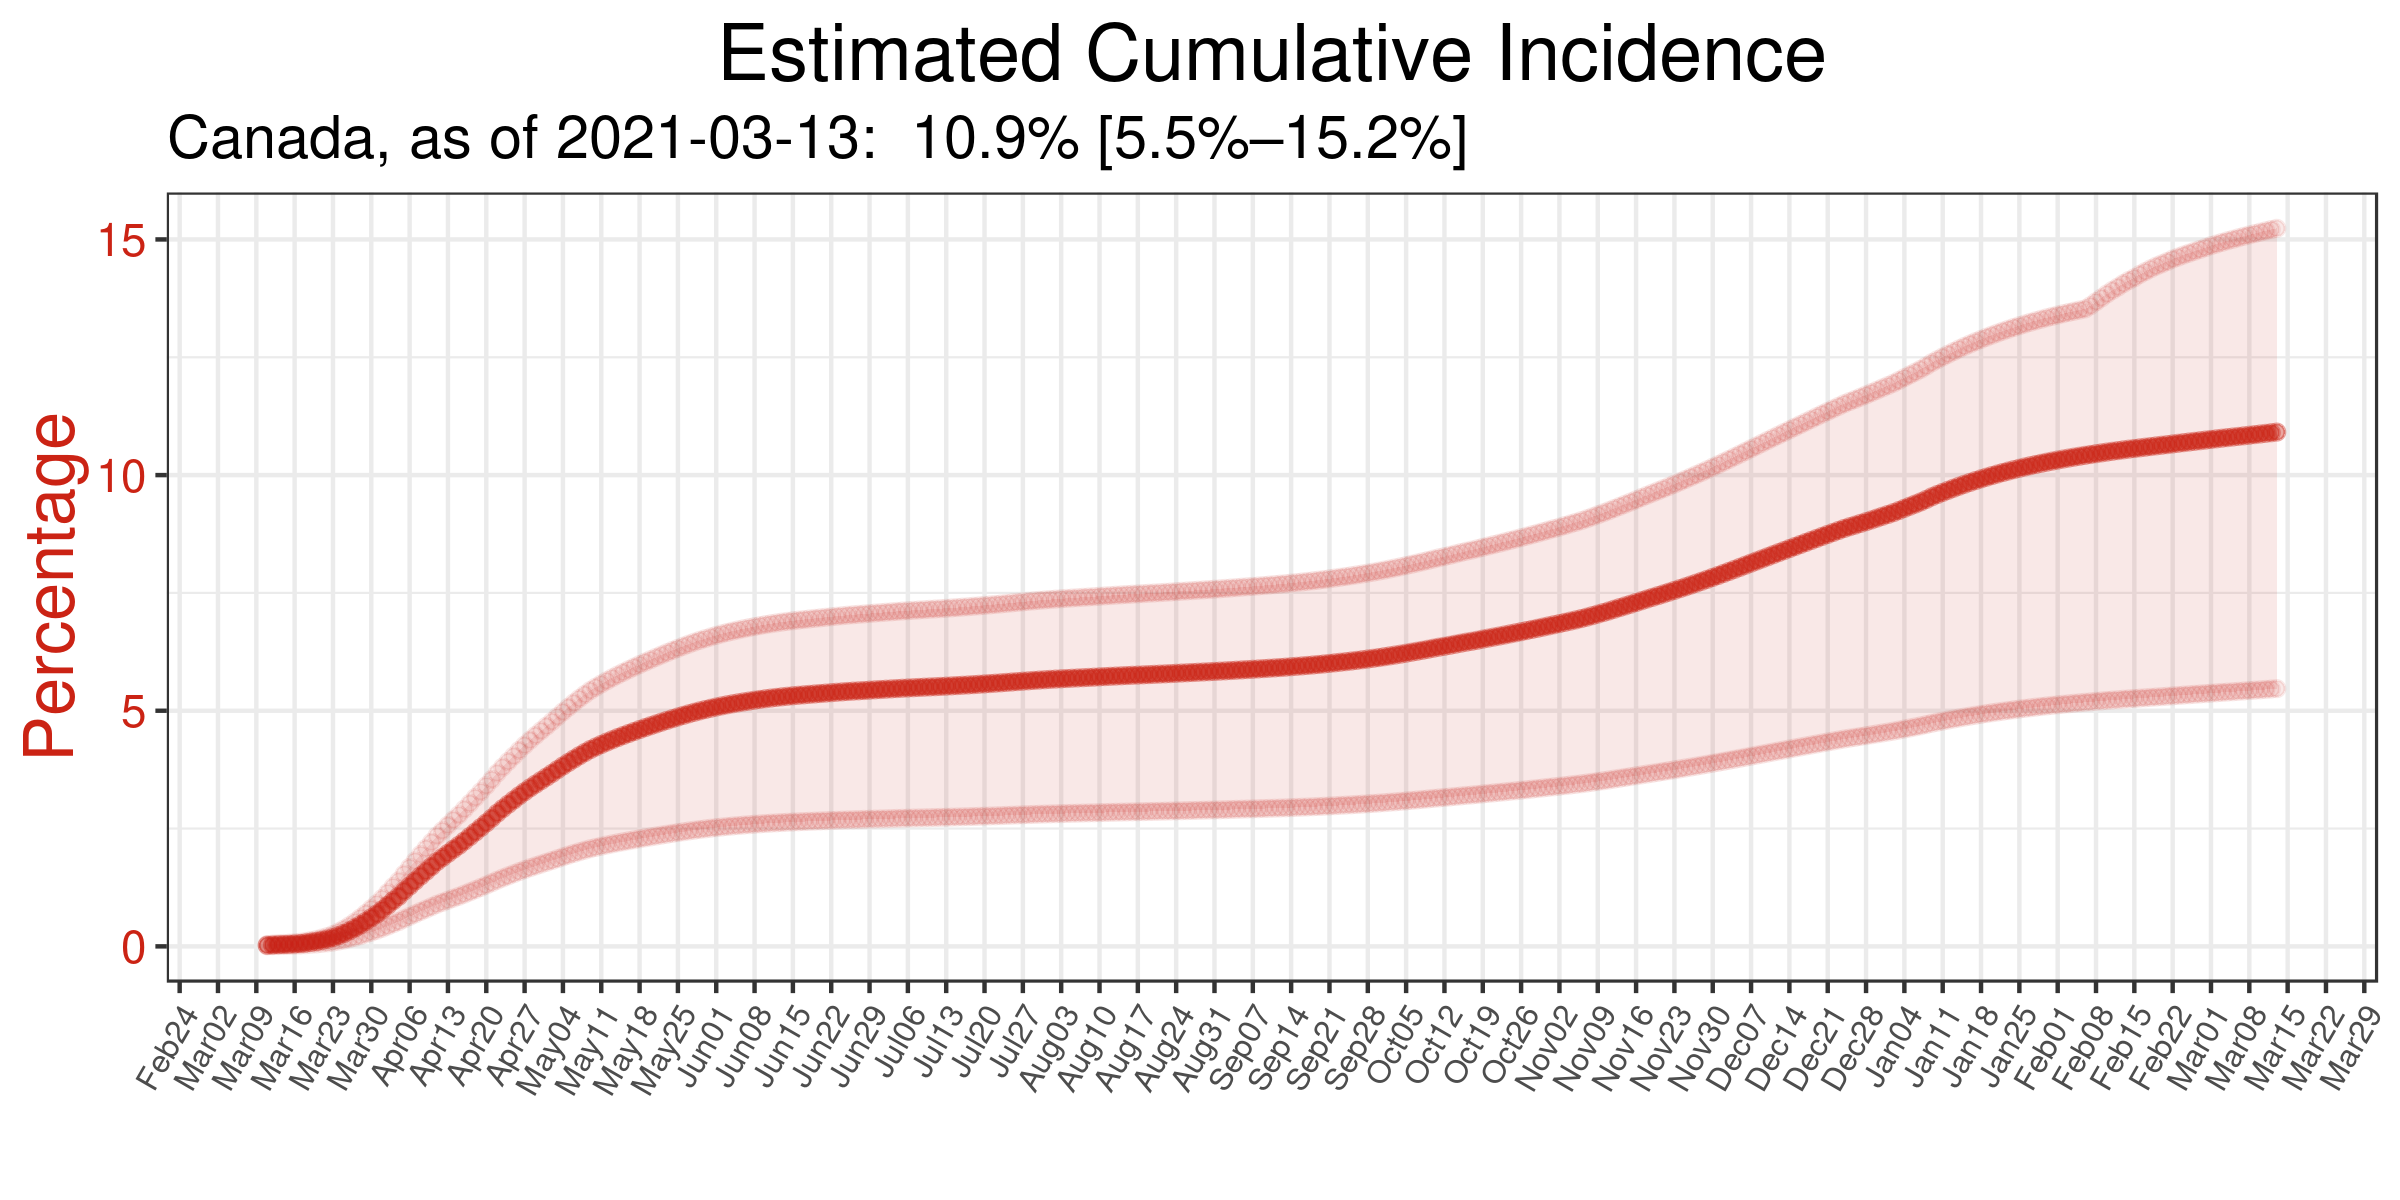 Estimated Cumulative Incidence
Canada, as of 2021-03-13:  10.9% [5.5%–15.2%]
Percentage
15
10
5
0
Feb24
Mar02
Mar09
Mar16
Mar23
Mar30
Apr06
Apr13
Apr20
Apr27
May04
May11
May18
May25
Jun01
Jun08
Jun15
Jun22
Jun29
Jul06
Jul13
Jul20
Jul27
Aug03
Aug10
Aug17
Aug24
Aug31
Sep07
Sep14
Sep21
Sep28
Oct05
Oct12
Oct19
Oct26
Nov02
Nov09
Nov16
Nov23
Nov30
Dec07
Dec14
Dec21
Dec28
Jan04
Jan11
Jan18
Jan25
Feb01
Feb08
Feb15
Feb22
Mar01
Mar08
Mar15
Mar22
Mar29